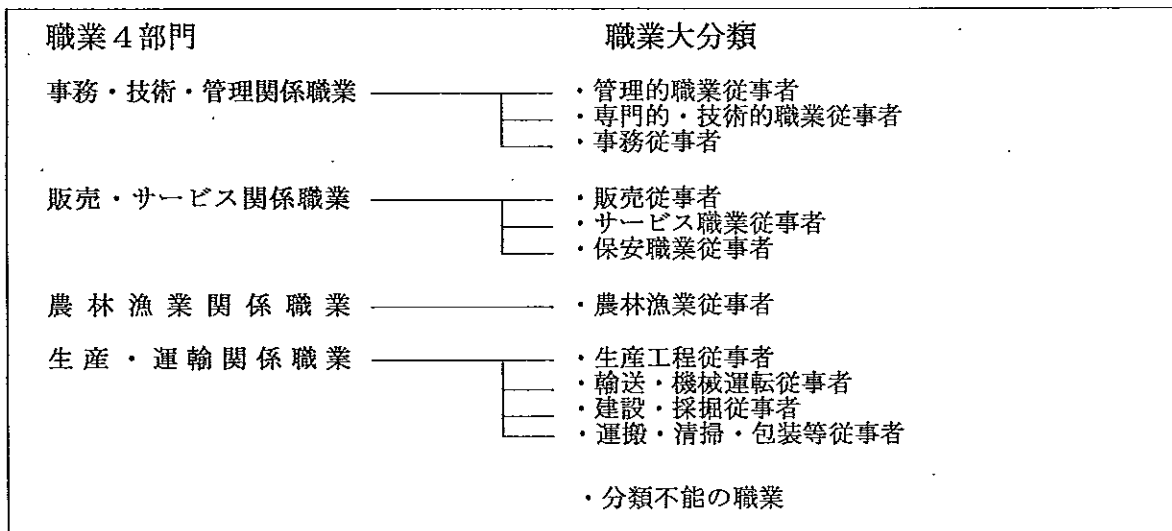 職業４部門 職業大分類
事務・技術・管理関係職業 ・管理的職業従事者
・専門的・技術的職業従事者
・事務従事者
販売・サービス関係職業 ・販売従事者
・サービス職業従事者
・保安職業従事者
農林漁業関係職業 ・農林漁業従事者
生産・運輸関係職業 ・生産工程従事者
・輸送・機械運転従事者
・建設・採掘従事者
・運搬・清掃・包装等従事者
・分類不能の職業